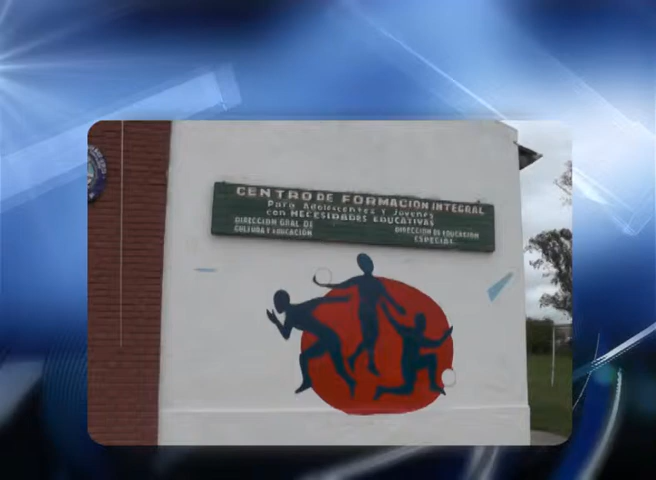 CENTRO DE FORMACION INTEGRAL
Para Adolescentes Y Jovenes
con NECESIDADES EDUCATIVAS
DIRECCION GRAL DE
CULTURA Y EDUCACION
DIRECCION DE EDUCACION
ESPECIAL